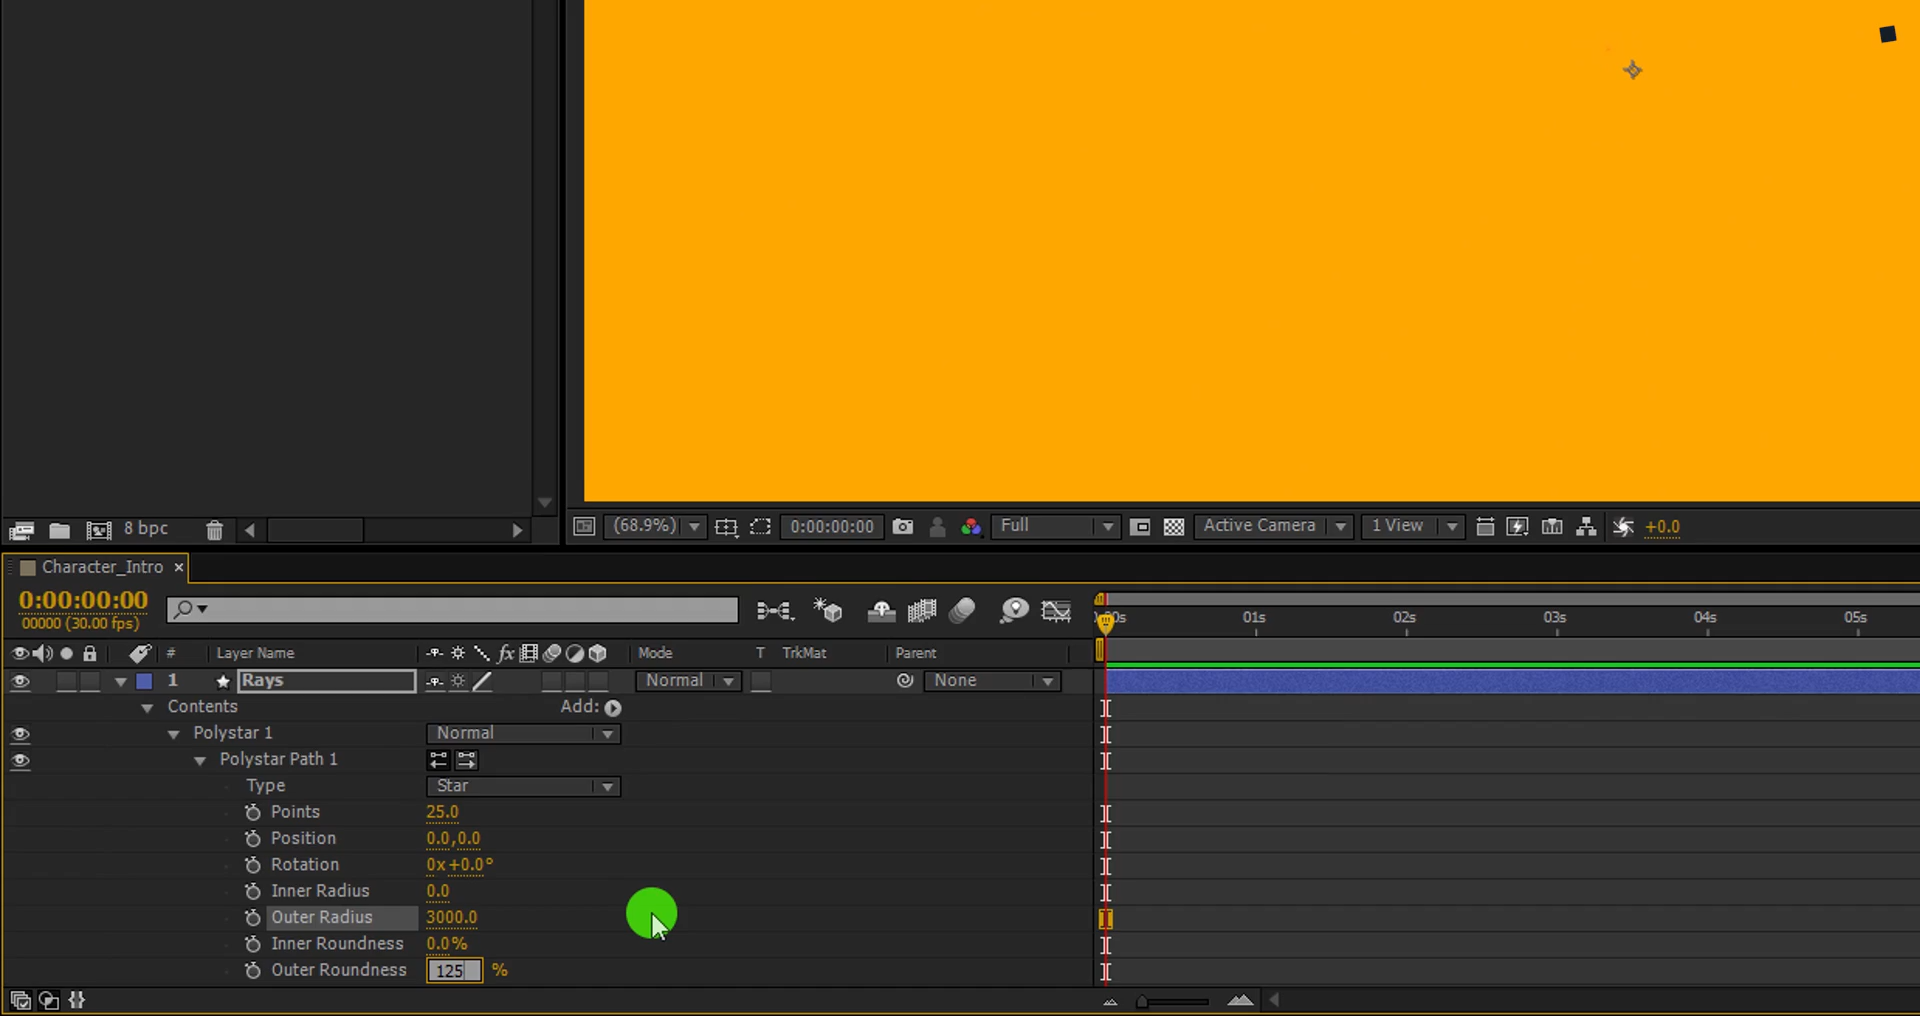 8 bpc
(68.9%)
0:00:00:00
Full
Active Camera
1 View
+0.0
Character_Intro ×
0:00:00:00
00000 (30.00 fps)
00s 01s 02s 03s 04s 05s
# Layer Name fx Mode T TrkMat Parent
1 Rays Normal None
Contents Add:
Polystar 1 Normal
Polystar Path 1
Type Star
Points 25.0
Position 0.0,0.0
Rotation 0x+0.0°
Inner Radius 0.0
Outer Radius 3000.0
Inner Roundness 0.0%
Outer Roundness 125 %